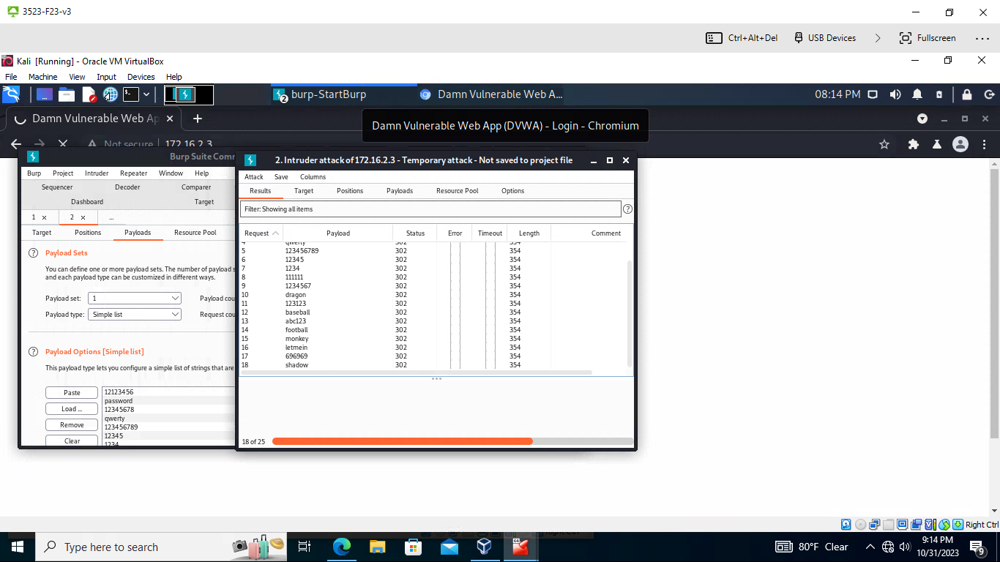 3523-F23-v3
Ctrl+Alt+Del
USB Devices
Fullscreen
Kali [Running] - Oracle VM VirtualBox
File Machine View Input Devices Help
2
burp-StartBurp
Damn Vulnerable Web A...
08:14 PM
Damn Vulnerable Web Ap
Damn Vulnerable Web App (DVWA) - Login - Chromium
Not secure 172.16.2.3
Burp Suite Comm
Burp Project Intruder Repeater Window Help
Sequencer Decoder Comparer
Dashboard Target
1 × 2 × ...
Target Positions Payloads Resource Pool
Payload Sets
You can define one or more payload sets. The number of payload s
and each payload type can be customized in different ways.
Payload set: 1 Payload cou
Payload type: Simple list Request cou
Payload Options [Simple list]
This payload type lets you configure a simple list of strings that are
Paste
Load ...
Remove
Clear
12123456
password
12345678
qwerty
123456789
12345
1234
2. Intruder attack of 172.16.2.3 - Temporary attack - Not saved to project file
Attack Save Columns
Results Target Positions Payloads Resource Pool Options
Filter: Showing all items
Request Payload Status Error Timeout Length Comment
4 qwerty 302 354
5 123456789 302 354
6 12345 302 354
7 1234 302 354
8 111111 302 354
9 1234567 302 354
10 dragon 302 354
11 123123 302 354
12 baseball 302 354
13 abc123 302 354
14 football 302 354
15 monkey 302 354
16 letmein 302 354
17 696969 302 354
18 shadow 302 354
18 of 25
Right Ctrl
Type here to search
80°F Clear
9:14 PM
10/31/2023
9